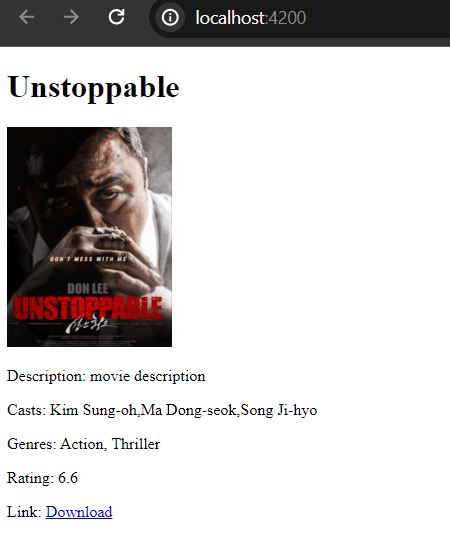 localhost:4200
Unstoppable
DON'T MESS WITH ME
DON LEE
UNSTOPPABLE
Description: movie description
Casts: Kim Sung-oh,Ma Dong-seok,Song Ji-hyo
Genres: Action, Thriller
Rating: 6.6
Link: Download